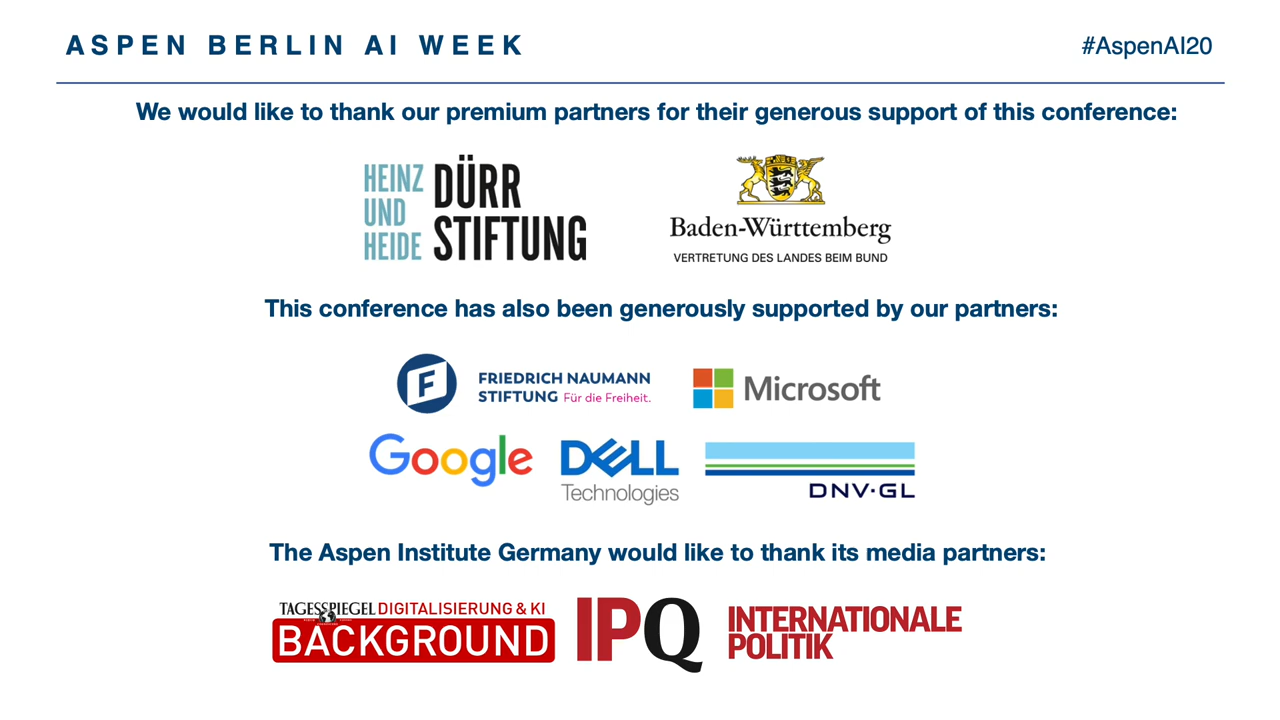 ASPEN BERLIN AI WEEK
#AspenAI20
We would like to thank our premium partners for their generous support of this conference:
HEINZ
UND
HEIDE
DÜRR
STIFTUNG
Baden-Württemberg
VERTRETUNG DES LANDES BEIM BUND
This conference has also been generously supported by our partners:
F
FRIEDRICH NAUMANN
STIFTUNG Für die Freiheit.
Microsoft
Google
DELL
Technologies
DNV·GL
The Aspen Institute Germany would like to thank its media partners:
TAGESSPIEGEL DIGITALISIERUNG & KI
BACKGROUND
IPQ
INTERNATIONALE
POLITIK